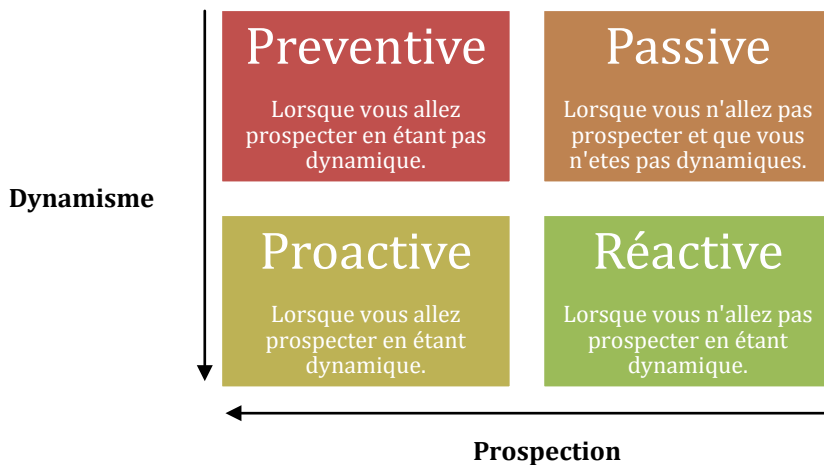 Preventive
Lorsque vous allez
prospecter en étant pas
dynamique.
Passive
Lorsque vous n'allez pas
prospecter et que vous
n'etes pas dynamiques.
Dynamisme
Proactive
Lorsque vous allez
prospecter en étant
dynamique.
Réactive
Lorsque vous n'allez pas
prospecter en étant
dynamique.
Prospection